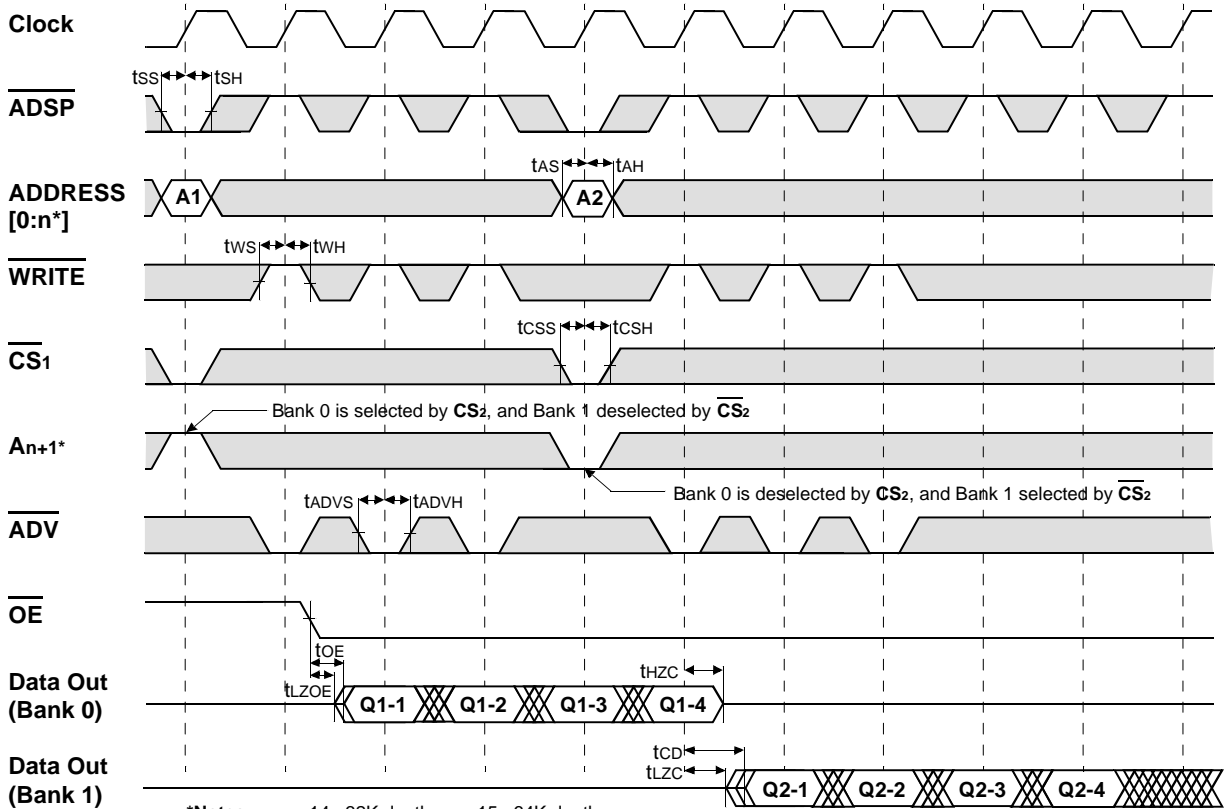 Clock
tSS tSH
ADSP
tAS tAH
ADDRESS
[0:n*]
A1 A2
tWS tWH
WRITE
tCSS tCSH
CS1
Bank 0 is selected by CS2, and Bank 1 deselected by CS2
An+1*
Bank 0 is deselected by CS2, and Bank 1 selected by CS2
tADVS tADVH
ADV
OE
tOE
tLZOE
tHZC
Data Out
(Bank 0)
Q1-1 Q1-2 Q1-3 Q1-4
tCD
tLZC
Data Out
(Bank 1)
Q2-1 Q2-2 Q2-3 Q2-4